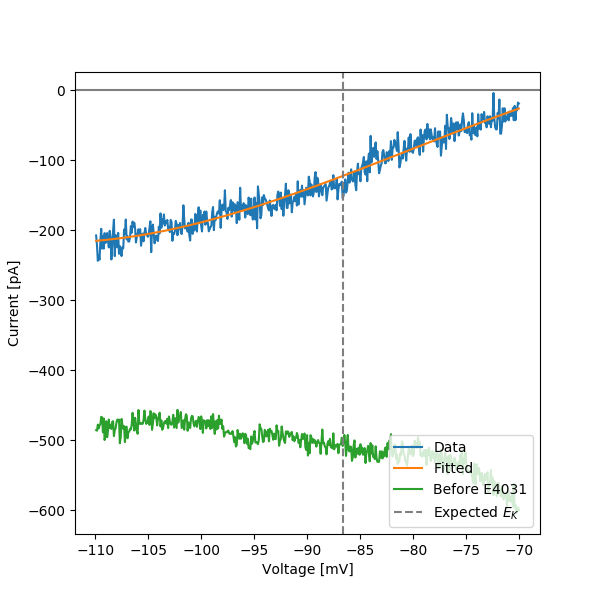 0
−100
−200
−300
−400
−500
−600
Current [pA]
Data
Fitted
Before E4031
Expected E_K
−110
−105
−100
−95
−90
−85
−80
−75
−70
Voltage [mV]